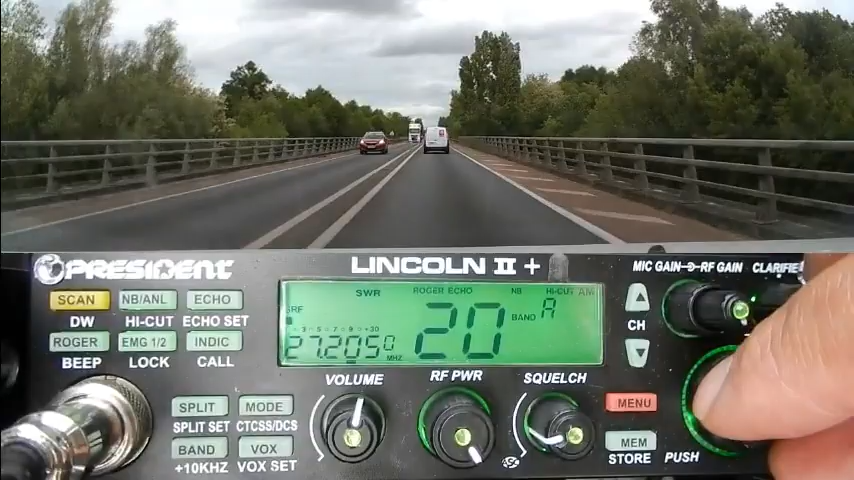 PRESIDENT
LINCOLN II +
MIC GAIN RF GAIN CLARIFIE
SCAN NB/ANL ECHO
DW HI-CUT ECHO SET
ROGER EMG 1/2 INDIC
BEEP LOCK CALL
SWR ROGER ECHO NB HI-CUT AM
SRF
20
BAND A
27.2050 MHZ
CH
VOLUME RF PWR SQUELCH
SPLIT MODE
SPLIT SET CTCSS/DCS
BAND VOX
+10KHZ VOX SET
MENU
MEM
STORE PUSH